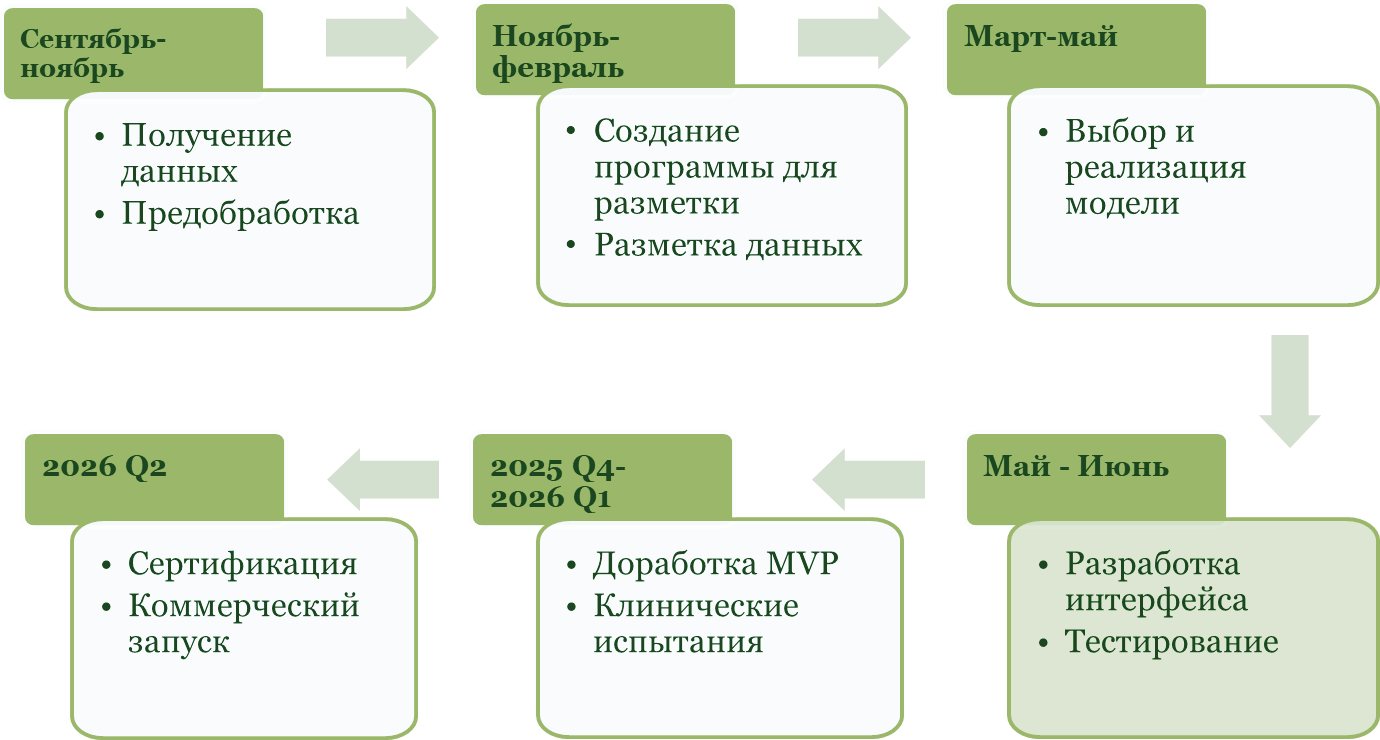 Сентябрь-
ноябрь
• Получение
данных
• Предобработка
Ноябрь-
февраль
• Создание
программы для
разметки
• Разметка данных
Март-май
• Выбор и
реализация
модели
Май - Июнь
• Разработка
интерфейса
• Тестирование
2025 Q4-
2026 Q1
• Доработка MVP
• Клинические
испытания
2026 Q2
• Сертификация
• Коммерческий
запуск